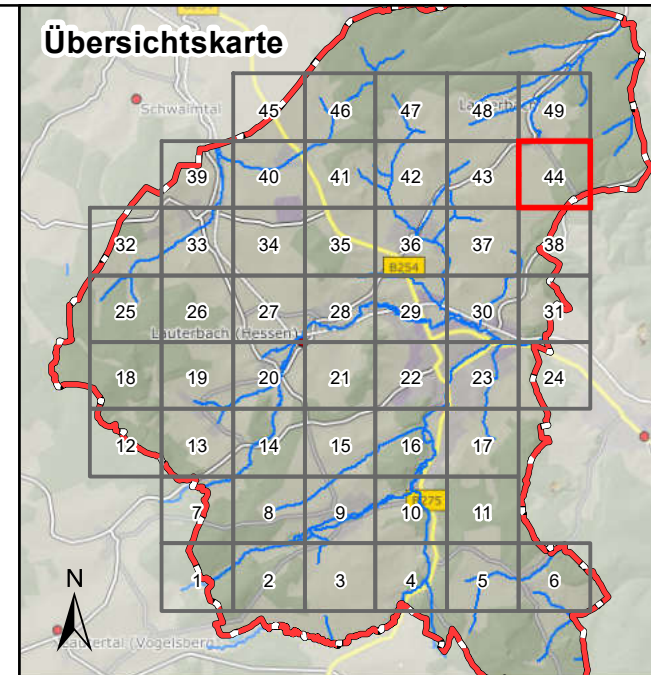 Übersichtskarte
Schwalmtal
45 46 47 48 49
39 40 41 42 43 44
32 33 34 35 36 37 38
B254
25 26 27 28 29 30 31
Lauterbach (Hessen)
18 19 20 21 22 23 24
12 13 14 15 16 17
7 8 9 10 11
B275
N
1 2 3 4 5 6
Lautertal (Vogelsberg)